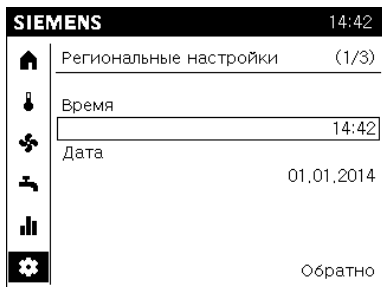 SIEMENS 14:42
Региональные настройки (1/3)
Время
14:42
Дата
01.01.2014
Обратно